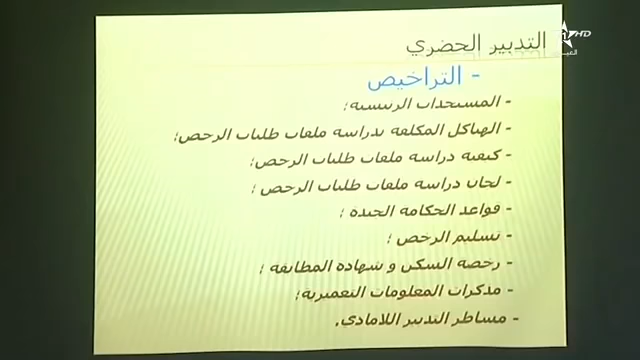 التدبير الحضري
- التراخيص
- المستجدات الرئيسية؛
- الهياكل المكلفة بدراسة ملفات طلبات الرخص؛
- كيفية دراسة ملفات طلبات الرخص؛
- لجان دراسة ملفات طلبات الرخص ؛
- قواعد الحكامة الجيدة ؛
- تسليم الرخص ؛
- رخصة السكن و شهادة المطابقة ؛
- مذكرات المعلومات التعميرية؛
- مساطر التدبير اللامادي.
HD